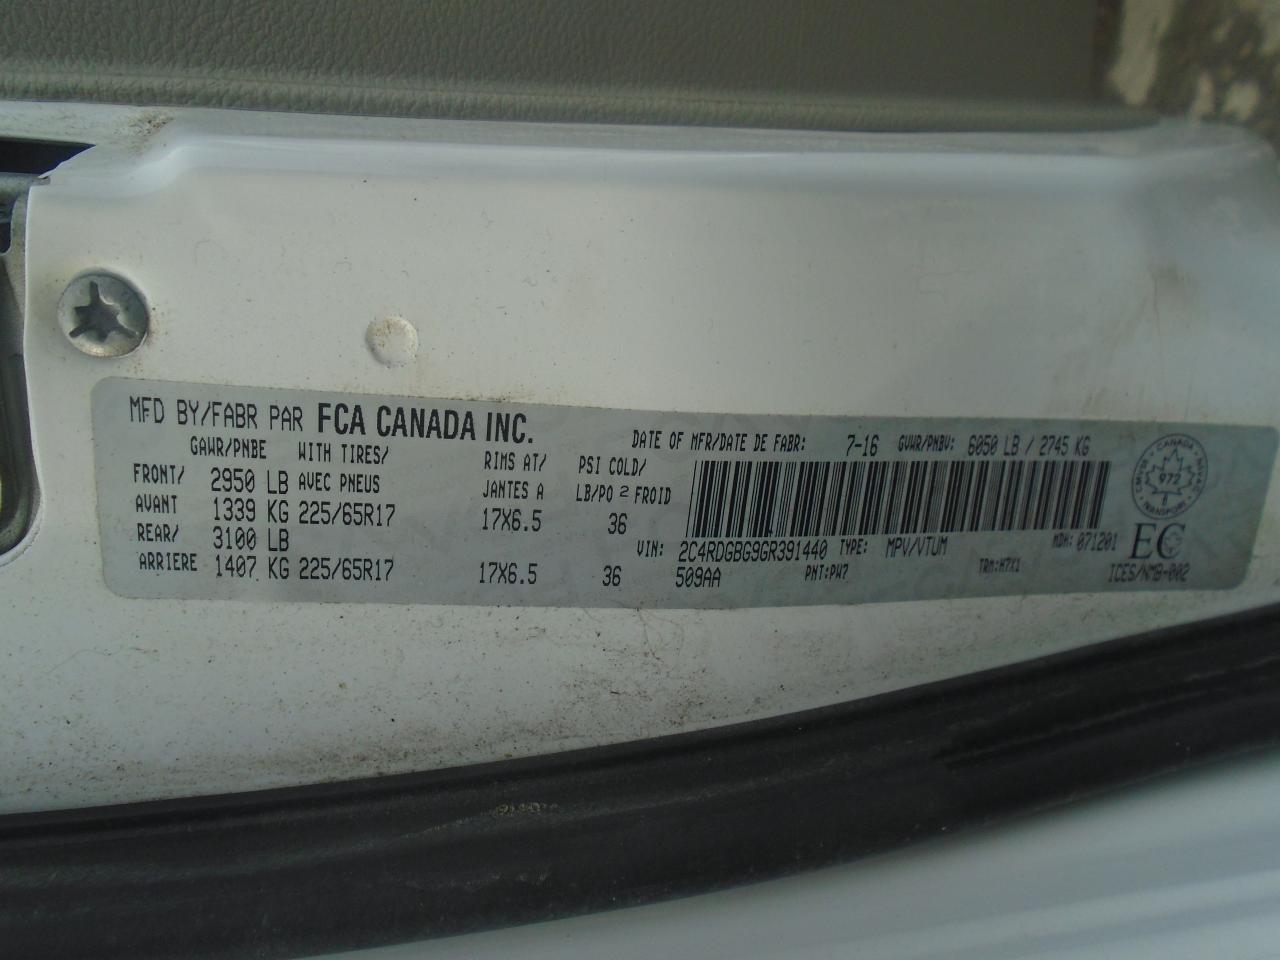 MFD BY/FABR PAR FCA CANADA INC. DATE OF MFR/DATE DE FABR: 7-16 GVWR/PNBV: 6050 LB / 2745 KG
GAWR/PNBE WITH TIRES/ RIMS AT/ PSI COLD/
FRONT/ 2950 LB AVEC PNEUS JANTES A LB/PO 2 FROID
AVANT 1339 KG 225/65R17 17X6.5 36
REAR/ 3100 LB VIN: 2C4RDGBG9GR391440 TYPE: MPV/VTUM MDH: 071201
ARRIERE 1407 KG 225/65R17 17X6.5 36 509AA PNT:PW7 TRM:H7X1 ICES/NMB-002
CANADA
972
TRANSPORT
EC